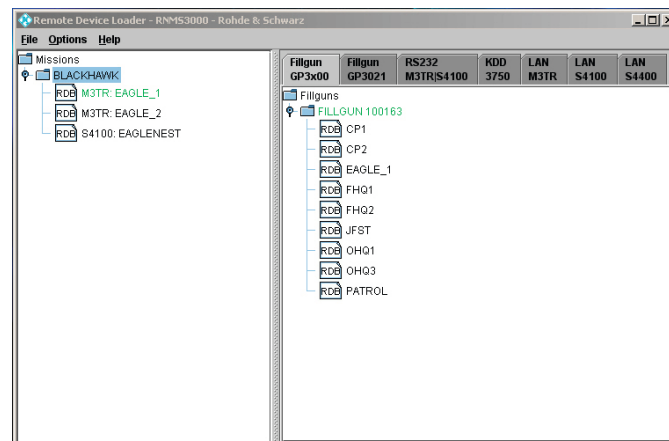 Remote Device Loader - RNMS3000 - Rohde & Schwarz
File Options Help
Missions
BLACKHAWK
RDB M3TR: EAGLE_1
RDB M3TR: EAGLE_2
RDB S4100: EAGLENEST
Fillgun GP3x00
Fillgun GP3021
RS232 M3TR|S4100
KDD 3750
LAN M3TR
LAN S4100
LAN S4400
Fillguns
FILLGUN 100163
RDB CP1
RDB CP2
RDB EAGLE_1
RDB FHQ1
RDB FHQ2
RDB JFST
RDB OHQ1
RDB OHQ3
RDB PATROL